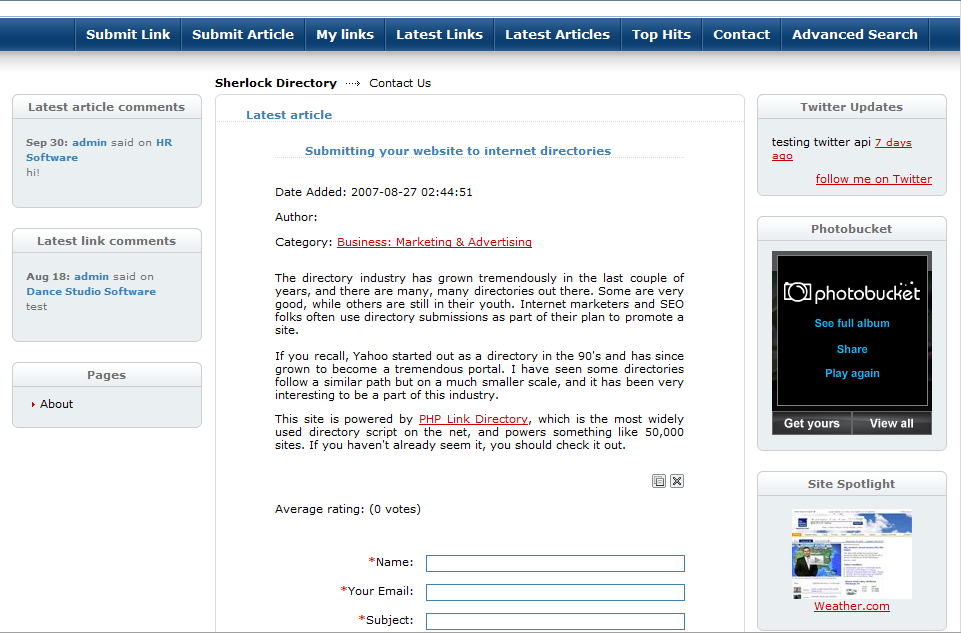 Submit Link Submit Article My links Latest Links Latest Articles Top Hits Contact Advanced Search
Sherlock Directory Contact Us
Latest article comments
Sep 30: admin said on HR
Software
hi!
Latest link comments
Aug 18: admin said on
Dance Studio Software
test
Pages
About
Latest article
Submitting your website to internet directories
Date Added: 2007-08-27 02:44:51
Author:
Category: Business: Marketing & Advertising
The directory industry has grown tremendously in the last couple of
years, and there are many, many directories out there. Some are very
good, while others are still in their youth. Internet marketers and SEO
folks often use directory submissions as part of their plan to promote a
site.
If you recall, Yahoo started out as a directory in the 90's and has since
grown to become a tremendous portal. I have seen some directories
follow a similar path but on a much smaller scale, and it has been very
interesting to be a part of this industry.
This site is powered by PHP Link Directory, which is the most widely
used directory script on the net, and powers something like 50,000
sites. If you haven't already seem it, you should check it out.
Average rating: (0 votes)
*Name:
*Your Email:
*Subject:
Twitter Updates
testing twitter api 7 days
ago
follow me on Twitter
Photobucket
photobucket
See full album
Share
Play again
Get yours View all
Site Spotlight
Weather.com